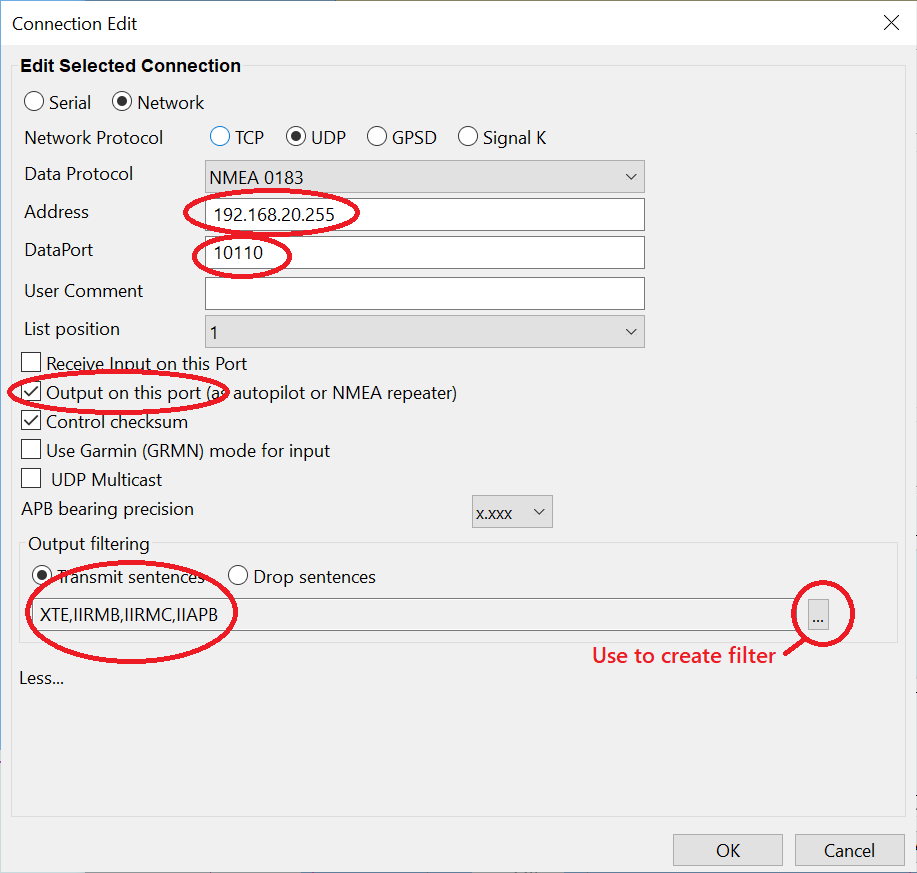 Connection Edit
Edit Selected Connection
Serial Network
Network Protocol TCP UDP GPSD Signal K
Data Protocol NMEA 0183
Address 192.168.20.255
DataPort 10110
User Comment
List position 1
Receive Input on this Port
Output on this port (as autopilot or NMEA repeater)
Control checksum
Use Garmin (GRMN) mode for input
UDP Multicast
APB bearing precision x.xxx
Output filtering
Transmit sentences Drop sentences
XTE,IIRMB,IIRMC,IIAPB ...
Use to create filter
Less...
OK Cancel